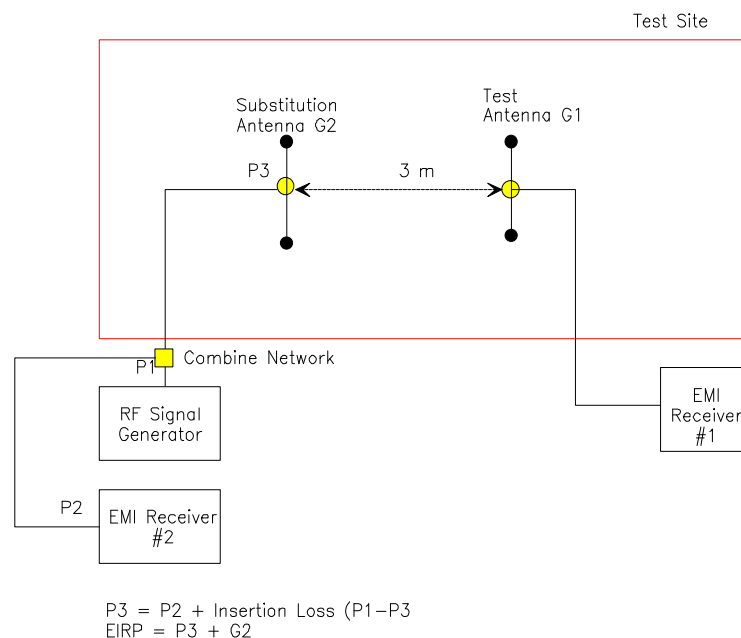 Test Site
Substitution
Antenna G2
Test
Antenna G1
P3
3 m
P1
Combine Network
RF Signal
Generator
EMI
Receiver
#1
P2
EMI Receiver
#2
P3 = P2 + Insertion Loss (P1-P3
EIRP = P3 + G2